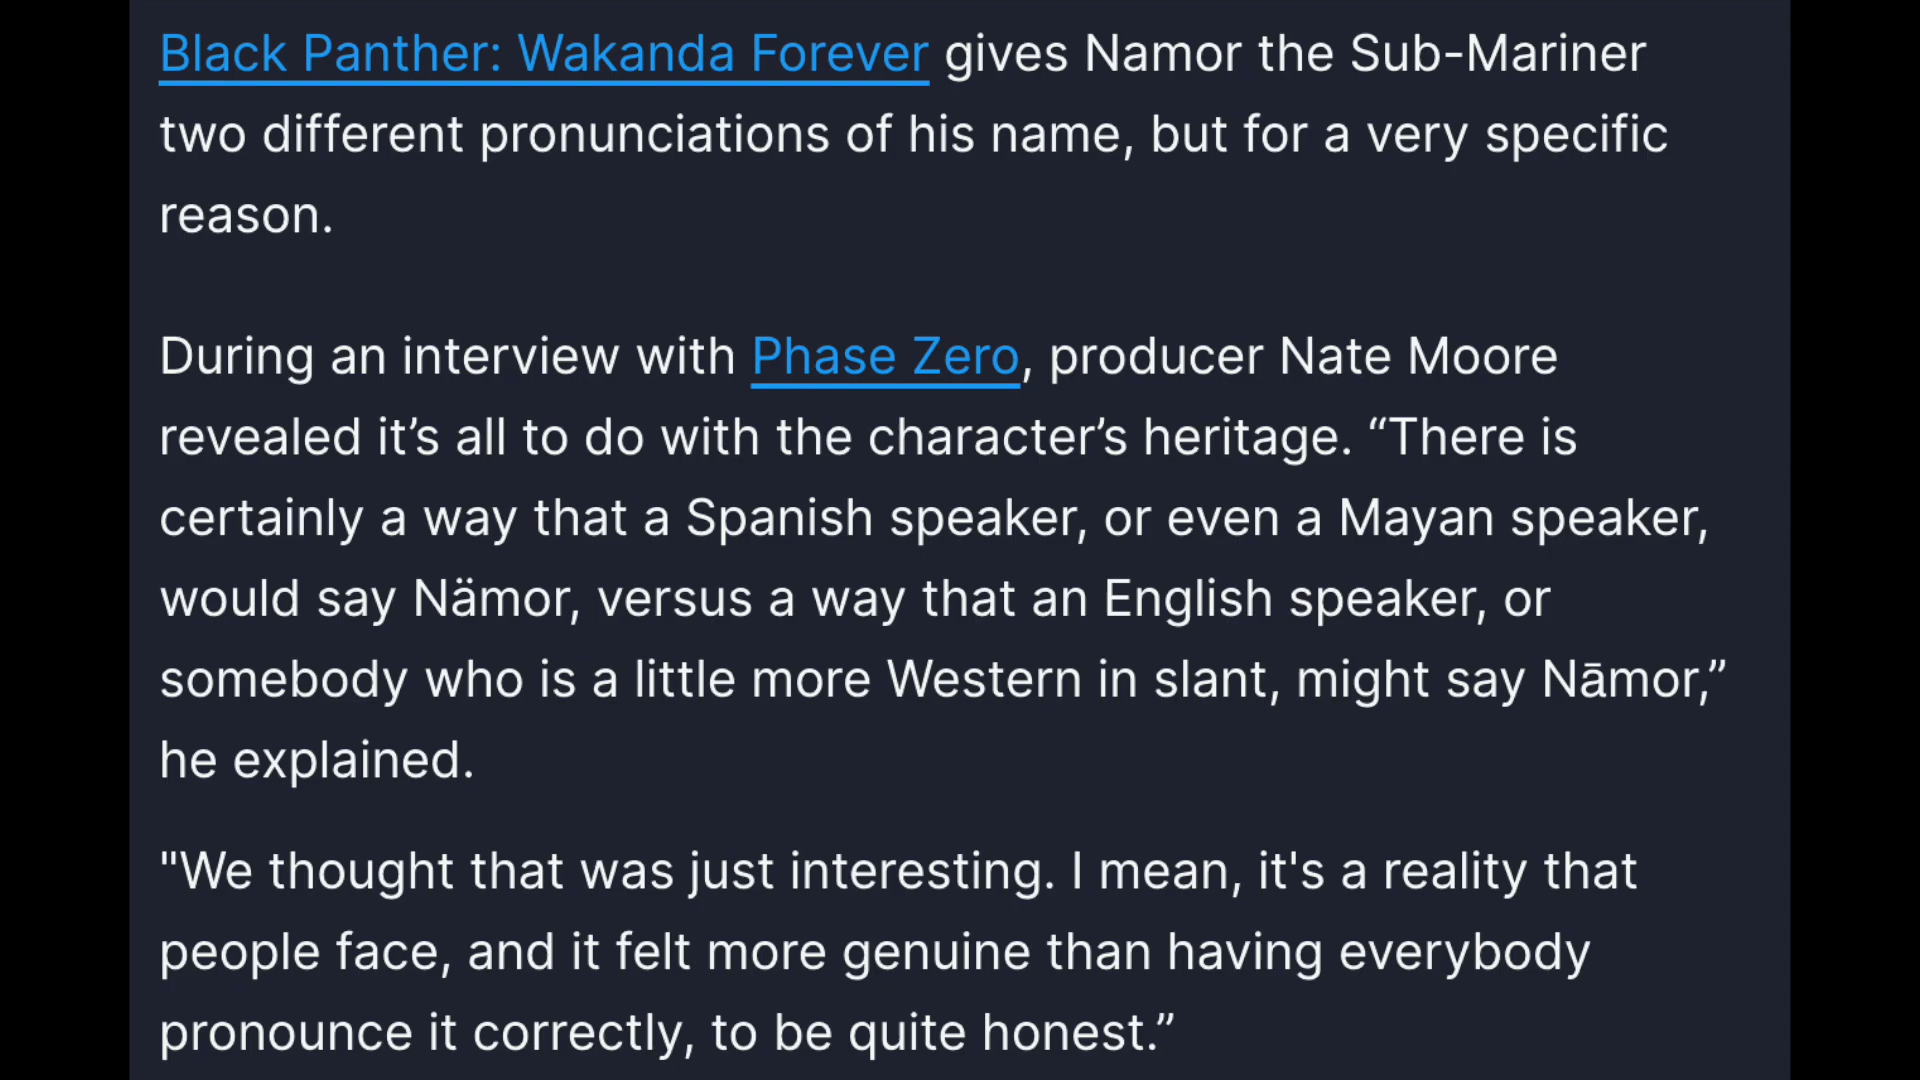 Black Panther: Wakanda Forever gives Namor the Sub-Mariner
two different pronunciations of his name, but for a very specific
reason.
During an interview with Phase Zero, producer Nate Moore
revealed it’s all to do with the character’s heritage. “There is
certainly a way that a Spanish speaker, or even a Mayan speaker,
would say Nämor, versus a way that an English speaker, or
somebody who is a little more Western in slant, might say Nāmor,”
he explained.
"We thought that was just interesting. I mean, it's a reality that
people face, and it felt more genuine than having everybody
pronounce it correctly, to be quite honest.”